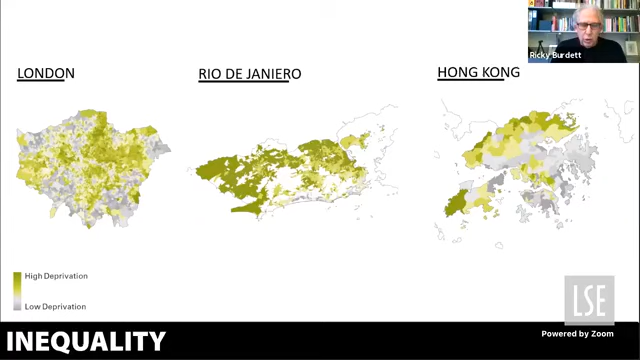 Ricky Burdett
LONDON
RIO DE JANIERO
HONG KONG
High Deprivation
Low Deprivation
LSE
Powered by Zoom
INEQUALITY